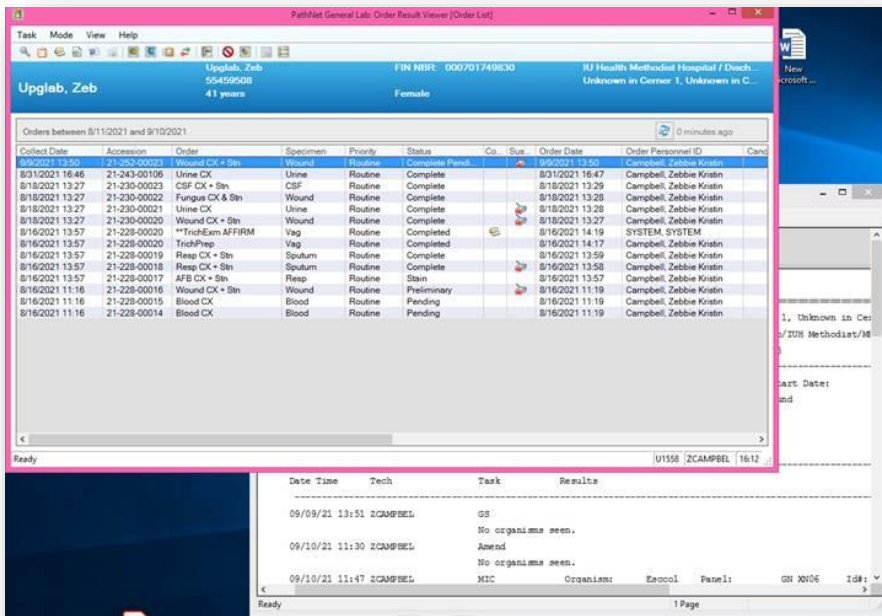 PathNet General Lab: Order Result Viewer [Order List]
Task Mode View Help
Upglab, Zeb
Upglab, Zeb
55459508
41 years
FIN NBR: 000701749830
Female
IU Health Methodist Hospital / Disch...
Unknown in Cerner 1, Unknown in C...
New
crosoft ...
Orders between 8/11/2021 and 9/10/2021
0 minutes ago
Collect Date Accession Order Specimen Priority Status Co... Sus... Order Date Order Personnel ID Canc
9/9/2021 13:50 21-252-00023 Wound CX + Stn Wound Routine Complete Pendi... 9/9/2021 13:50 Campbell, Zebbie Kristin
8/31/2021 16:46 21-243-00106 Urine CX Urine Routine Complete 8/31/2021 16:47 Campbell, Zebbie Kristin
8/18/2021 13:27 21-230-00023 CSF CX + Stn CSF Routine Complete 8/18/2021 13:29 Campbell, Zebbie Kristin
8/18/2021 13:27 21-230-00022 Fungus CX & Stn Wound Routine Complete 8/18/2021 13:28 Campbell, Zebbie Kristin
8/18/2021 13:27 21-230-00021 Urine CX Urine Routine Complete 8/18/2021 13:28 Campbell, Zebbie Kristin
8/18/2021 13:27 21-230-00020 Wound CX + Stn Wound Routine Complete 8/18/2021 13:27 Campbell, Zebbie Kristin
8/16/2021 13:57 21-228-00020 **TrichExm AFFIRM Vag Routine Completed 8/16/2021 14:19 SYSTEM, SYSTEM
8/16/2021 13:57 21-228-00020 TrichPrep Vag Routine Completed 8/16/2021 14:17 Campbell, Zebbie Kristin
8/16/2021 13:57 21-228-00019 Resp CX + Stn Sputum Routine Complete 8/16/2021 13:59 Campbell, Zebbie Kristin
8/16/2021 13:57 21-228-00018 Resp CX + Stn Sputum Routine Complete 8/16/2021 13:58 Campbell, Zebbie Kristin
8/16/2021 13:57 21-228-00017 AFB CX + Stn Resp Routine Stain 8/16/2021 13:57 Campbell, Zebbie Kristin
8/16/2021 11:16 21-228-00016 Wound CX + Stn Wound Routine Preliminary 8/16/2021 11:19 Campbell, Zebbie Kristin
8/16/2021 11:16 21-228-00015 Blood CX Blood Routine Pending 8/16/2021 11:19 Campbell, Zebbie Kristin
8/16/2021 11:16 21-228-00014 Blood CX Blood Routine Pending 8/16/2021 11:19 Campbell, Zebbie Kristin
Ready U1558 ZCAMPBEL 16:12
1, Unknown in Cer
/IUH Methodist/M
tart Date:
nd
Date Time Tech Task Results
09/09/21 13:51 ZCAMPBEL GS
No organisms seen.
09/10/21 11:30 ZCAMPBEL Amend
No organisms seen.
09/10/21 11:47 ZCAMPBEL MIC Organism: Esccol Panel: GN XN06 Id#:
Ready 1 Page